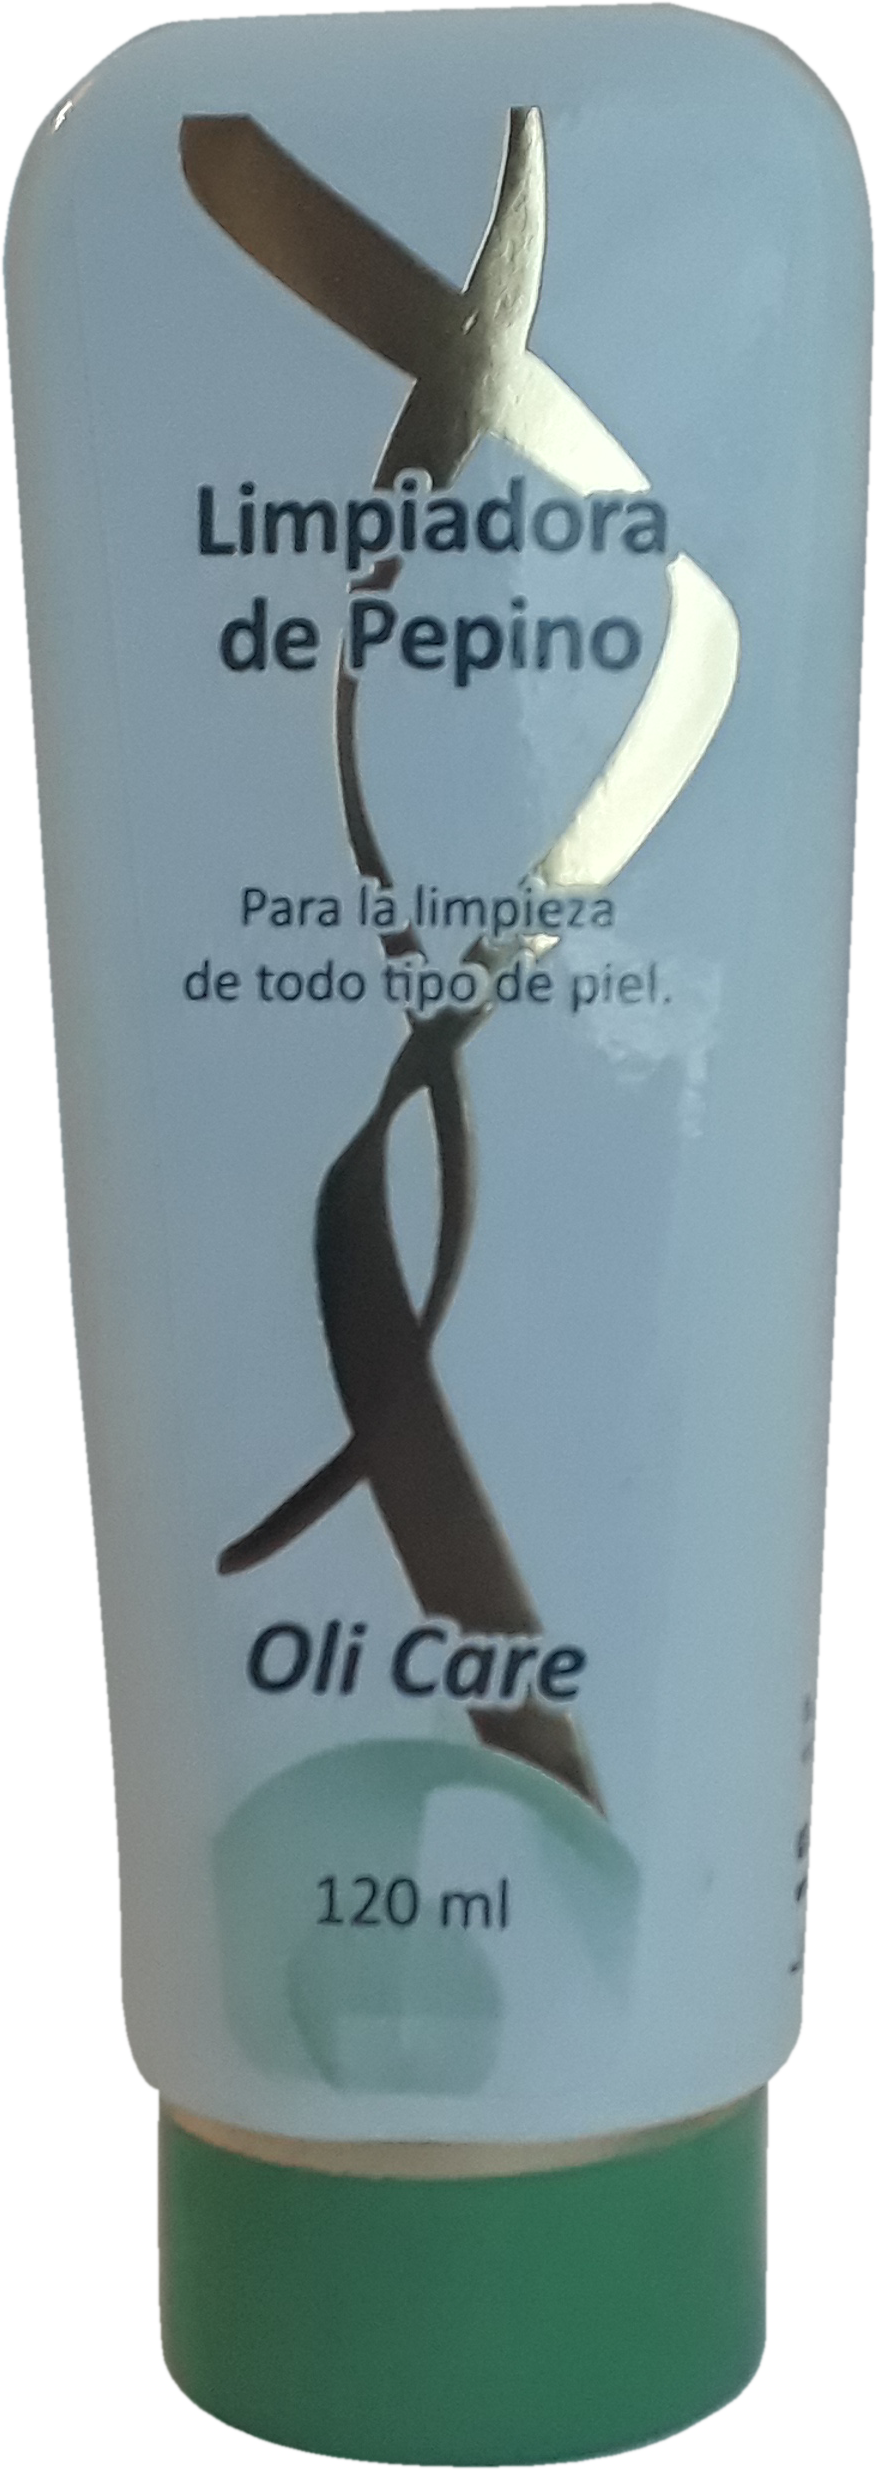 Limpiadora
de Pepino
Para la limpieza
de todo tipo de piel.
Oli Care
120 ml